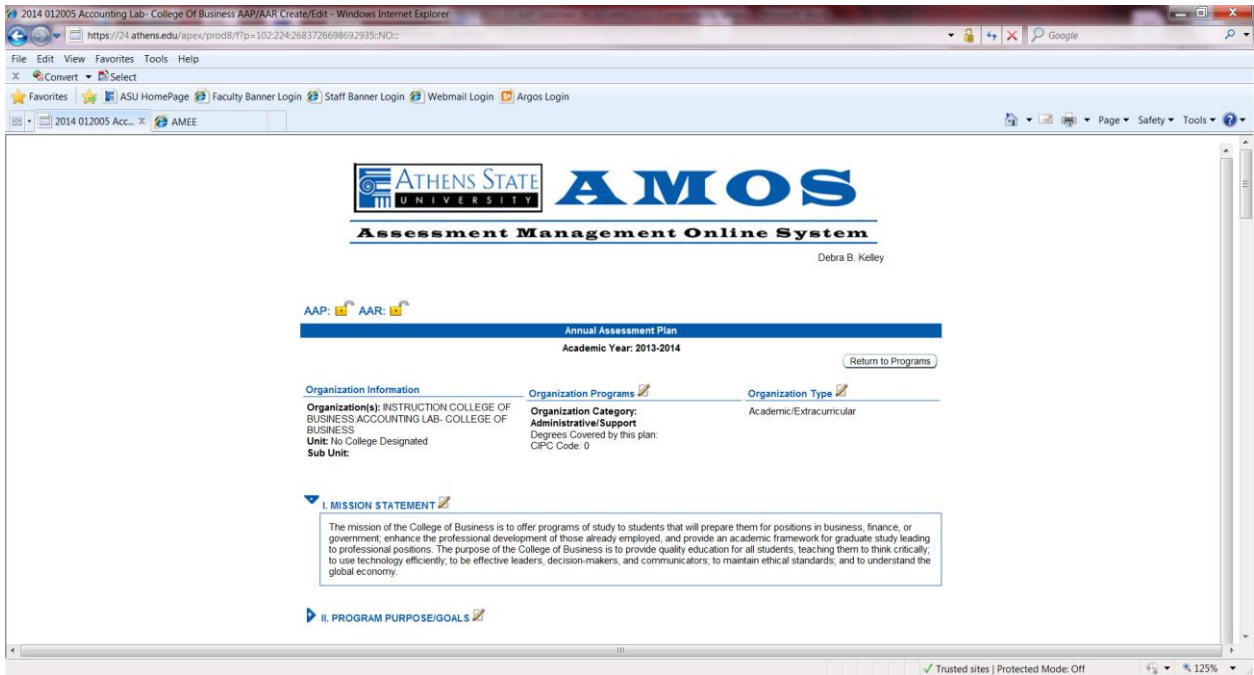 2014 012005 Accounting Lab- College Of Business AAP/AAR Create/Edit - Windows Internet Explorer
https://24.athens.edu/apex/prod8/f?p=102:224:2683726698692935::NO:::
Google
File Edit View Favorites Tools Help
x Convert Select
Favorites ASU HomePage Faculty Banner Login Staff Banner Login Webmail Login Argos Login
2014 012005 Acc... x AMEE Page Safety Tools
ATHENS STATE
UNIVERSITY
AMOS
Assessment Management Online System
Debra B. Kelley
AAP: AAR:
Annual Assessment Plan
Academic Year: 2013-2014
Return to Programs
Organization Information
Organization(s): INSTRUCTION:COLLEGE OF
BUSINESS:ACCOUNTING LAB- COLLEGE OF
BUSINESS
Unit: No College Designated
Sub Unit:
Organization Programs
Organization Category:
Administrative/Support
Degrees Covered by this plan:
CIPC Code: 0
Organization Type
Academic/Extracurricular
I. MISSION STATEMENT
The mission of the College of Business is to offer programs of study to students that will prepare them for positions in business, finance, or
government; enhance the professional development of those already employed, and provide an academic framework for graduate study leading
to professional positions. The purpose of the College of Business is to provide quality education for all students, teaching them to think critically;
to use technology efficiently; to be effective leaders, decision-makers, and communicators; to maintain ethical standards; and to understand the
global economy.
II. PROGRAM PURPOSE/GOALS
Trusted sites | Protected Mode: Off 125%